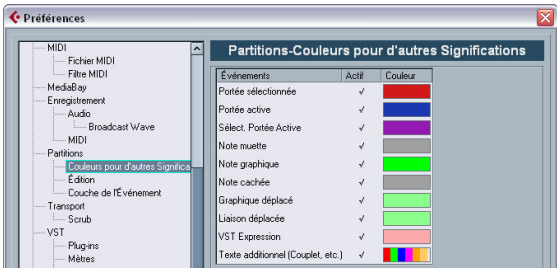 Préférences
MIDI
Fichier MIDI
Filtre MIDI
MediaBay
Enregistrement
Audio
Broadcast Wave
MIDI
Partitions
Couleurs pour d'autres Significa
Édition
Couche de l'Événement
Transport
Scrub
VST
Plug-ins
Mètres
Partitions-Couleurs pour d'autres Significations
Événements Actif Couleur
Portée sélectionnée √
Portée active √
Sélect. Portée Active √
Note muette √
Note graphique √
Note cachée √
Graphique déplacé √
Liaison déplacée √
VST Expression √
Texte additionnel (Couplet, etc.) √